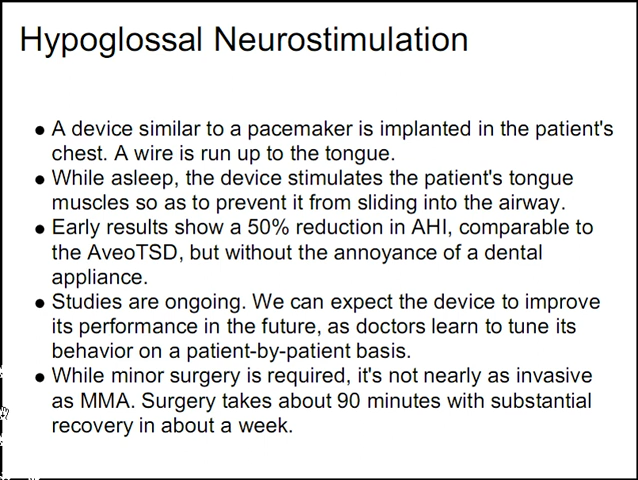 Hypoglossal Neurostimulation
● A device similar to a pacemaker is implanted in the patient's
chest. A wire is run up to the tongue.
● While asleep, the device stimulates the patient's tongue
muscles so as to prevent it from sliding into the airway.
● Early results show a 50% reduction in AHI, comparable to
the AveoTSD, but without the annoyance of a dental
appliance.
● Studies are ongoing. We can expect the device to improve
its performance in the future, as doctors learn to tune its
behavior on a patient-by-patient basis.
● While minor surgery is required, it's not nearly as invasive
as MMA. Surgery takes about 90 minutes with substantial
recovery in about a week.